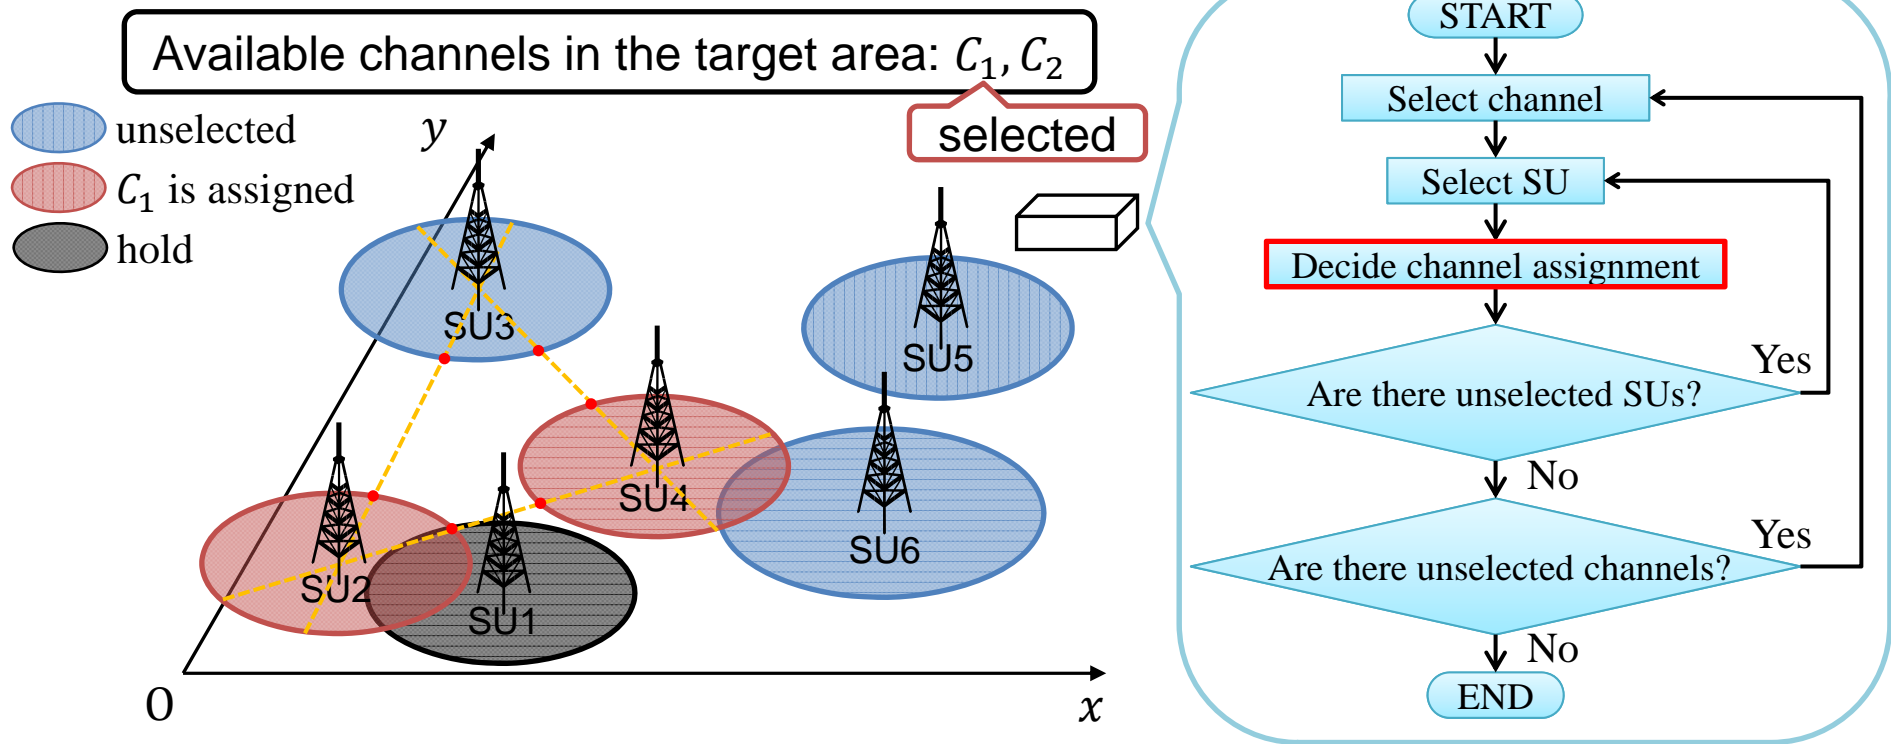 Available channels in the target area: C₁, C₂
selected
unselected
C₁ is assigned
hold
y
SU3
SU5
SU4
SU6
SU2
SU1
O
x
START
Select channel
Select SU
Decide channel assignment
Are there unselected SUs?
Yes
No
Are there unselected channels?
Yes
No
END